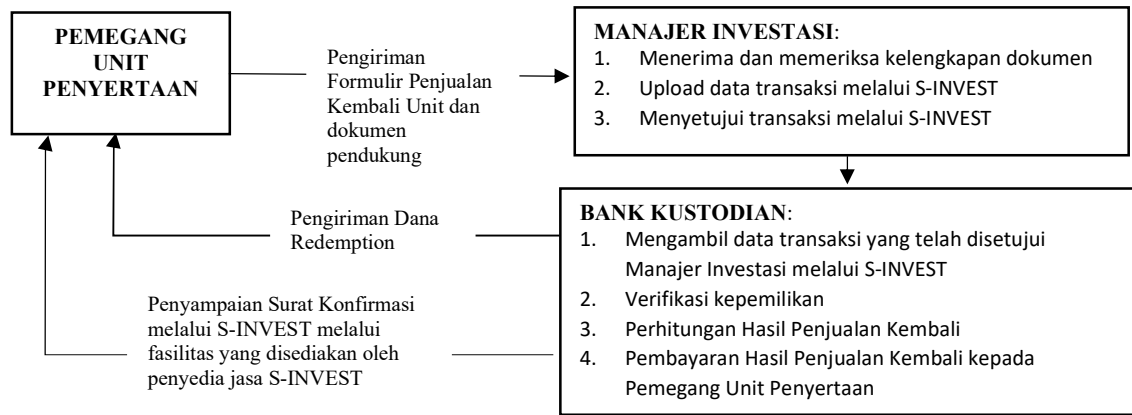 PEMEGANG
UNIT
PENYERTAAN
Pengiriman
Formulir Penjualan
Kembali Unit dan
dokumen
pendukung
MANAJER INVESTASI:
1. Menerima dan memeriksa kelengkapan dokumen
2. Upload data transaksi melalui S-INVEST
3. Menyetujui transaksi melalui S-INVEST
Pengiriman Dana
Redemption
BANK KUSTODIAN:
1. Mengambil data transaksi yang telah disetujui
Manajer Investasi melalui S-INVEST
2. Verifikasi kepemilikan
3. Perhitungan Hasil Penjualan Kembali
4. Pembayaran Hasil Penjualan Kembali kepada
Pemegang Unit Penyertaan
Penyampaian Surat Konfirmasi
melalui S-INVEST melalui
fasilitas yang disediakan oleh
penyedia jasa S-INVEST